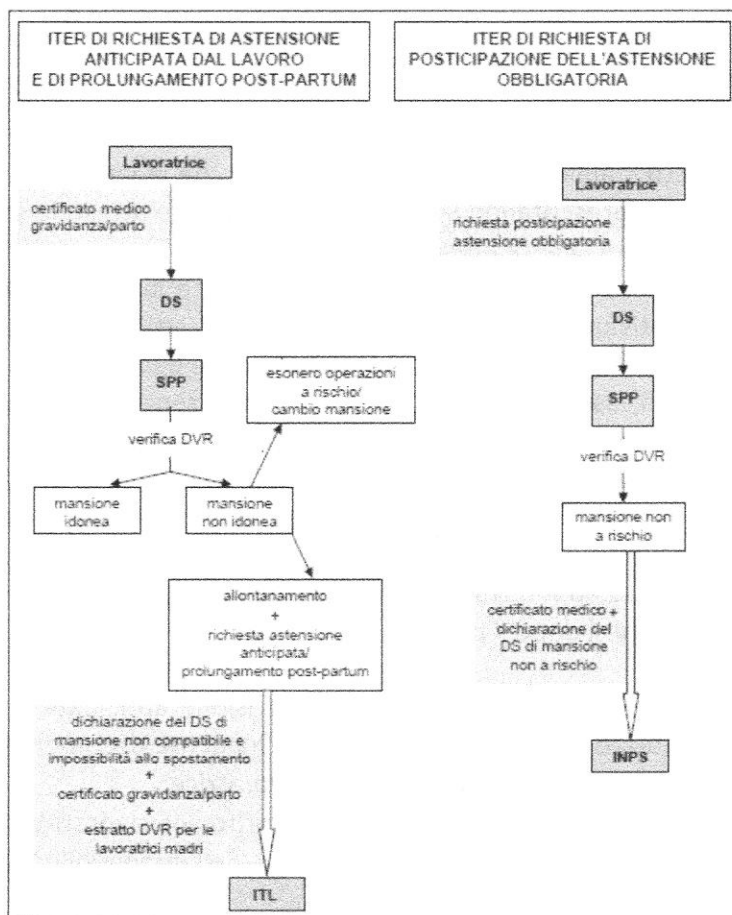 ITER DI RICHIESTA DI ASTENSIONE
ANTICIPATA DAL LAVORO
E DI PROLUNGAMENTO POST-PARTUM
Lavoratrice
certificato medico
gravidanza/parto
DS
SPP
esonero operazioni
a rischio/
cambio mansione
verifica DVR
mansione
idonea
mansione
non idonea
allontanamento
+
richiesta astensione
anticipata/
prolungamento post-partum
dichiarazione del DS di
mansione non compatibile e
impossibilità allo spostamento
+
certificato gravidanza/parto
+
estratto DVR per le
lavoratrici madri
ITL
ITER DI RICHIESTA DI
POSTICIPAZIONE DELL'ASTENSIONE
OBBLIGATORIA
Lavoratrice
richiesta posticipazione
astensione obbligatoria
DS
SPP
verifica DVR
mansione non
a rischio
certificato medico +
dichiarazione del
DS di mansione
non a rischio
INPS